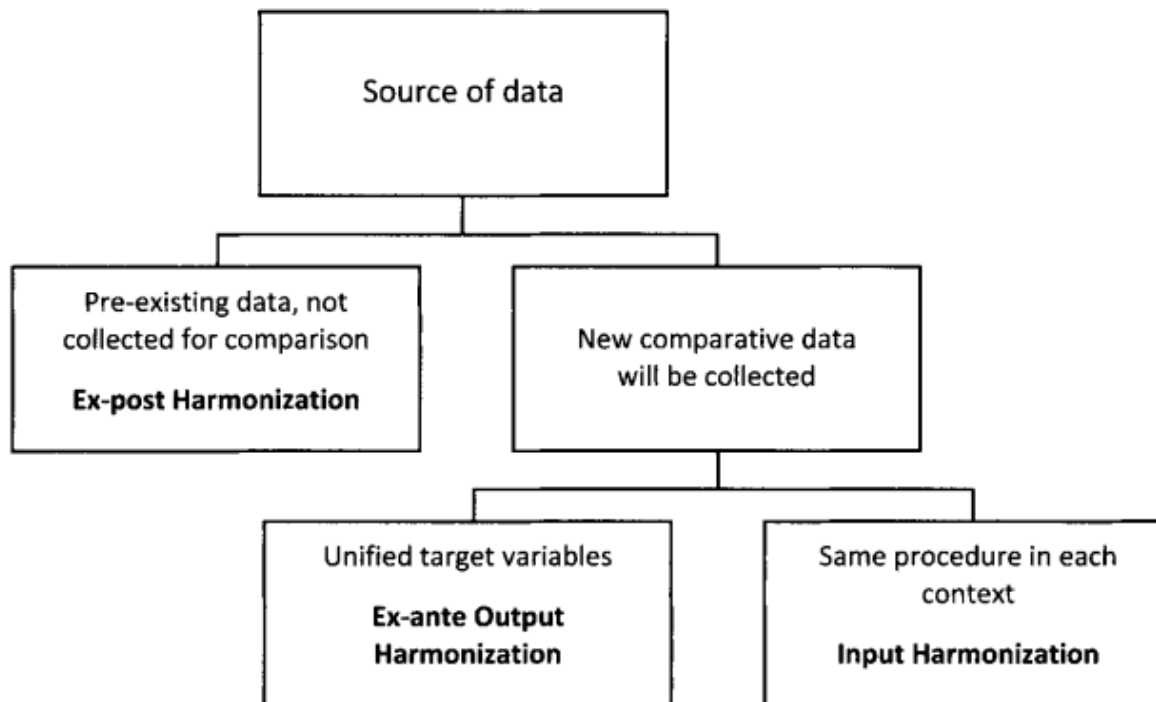 Source of data
Pre-existing data, not
collected for comparison
Ex-post Harmonization
New comparative data
will be collected
Unified target variables
Ex-ante Output
Harmonization
Same procedure in each
context
Input Harmonization